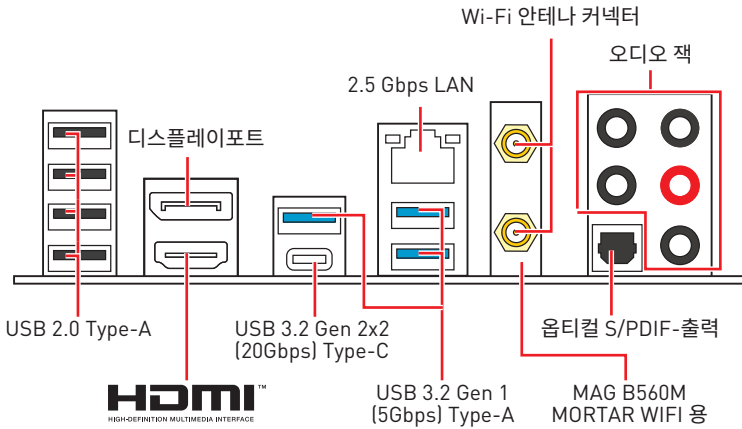 Wi-Fi 안테나 커넥터
오디오 잭
2.5 Gbps LAN
디스플레이포트
USB 2.0 Type-A
USB 3.2 Gen 2x2
(20Gbps) Type-C
옵티컬 S/PDIF-출력
HDMI™
HIGH-DEFINITION MULTIMEDIA INTERFACE
USB 3.2 Gen 1
(5Gbps) Type-A
MAG B560M
MORTAR WIFI 용